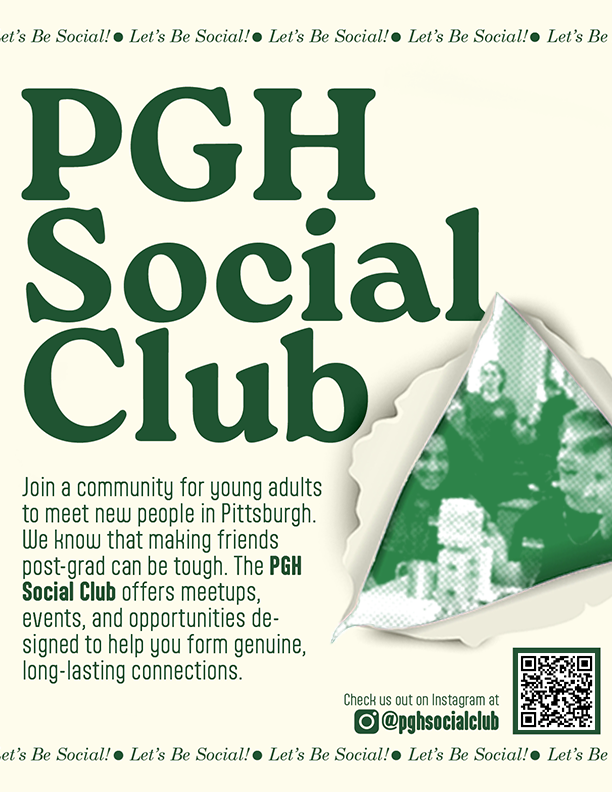 et's Be Social! ● Let's Be Social! ● Let's Be Social! ● Let's Be Social! ● Let's Be
PGH
Social
Club
Join a community for young adults
to meet new people in Pittsburgh.
We know that making friends
post-grad can be tough. The PGH
Social Club offers meetups,
events, and opportunities de-
signed to help you form genuine,
long-lasting connections.
Check us out on Instagram at
@pghsocialclub
et's Be Social! ● Let's Be Social! ● Let's Be Social! ● Let's Be Social! ● Let's Be